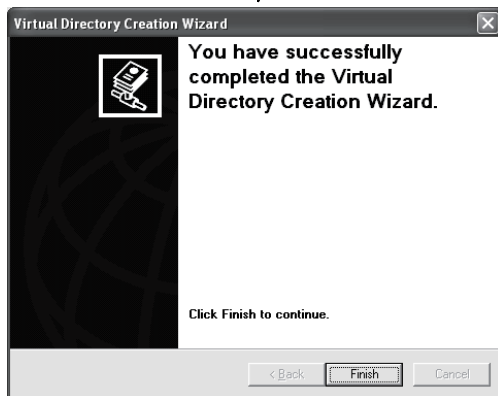 Virtual Directory Creation Wizard
You have successfully
completed the Virtual
Directory Creation Wizard.
Click Finish to continue.
< Back Finish Cancel